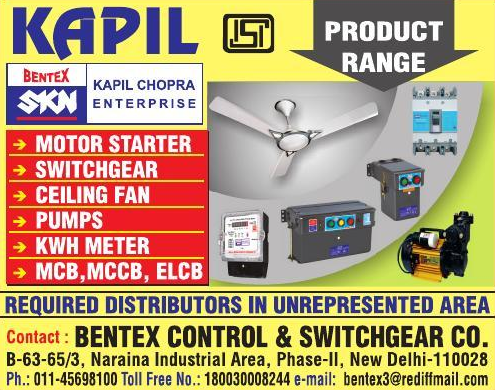 KAPIL
ISI
PRODUCT
RANGE
BENTEX
SKN
KAPIL CHOPRA
ENTERPRISE
→ MOTOR STARTER
→ SWITCHGEAR
→ CEILING FAN
→ PUMPS
→ KWH METER
→ MCB,MCCB, ELCB
REQUIRED DISTRIBUTORS IN UNREPRESENTED AREA
Contact : BENTEX CONTROL & SWITCHGEAR CO.
B-63-65/3, Naraina Industrial Area, Phase-II, New Delhi-110028
Ph.: 011-45698100 Toll Free No.: 180030008244 e-mail: bentex3@rediffmail.com